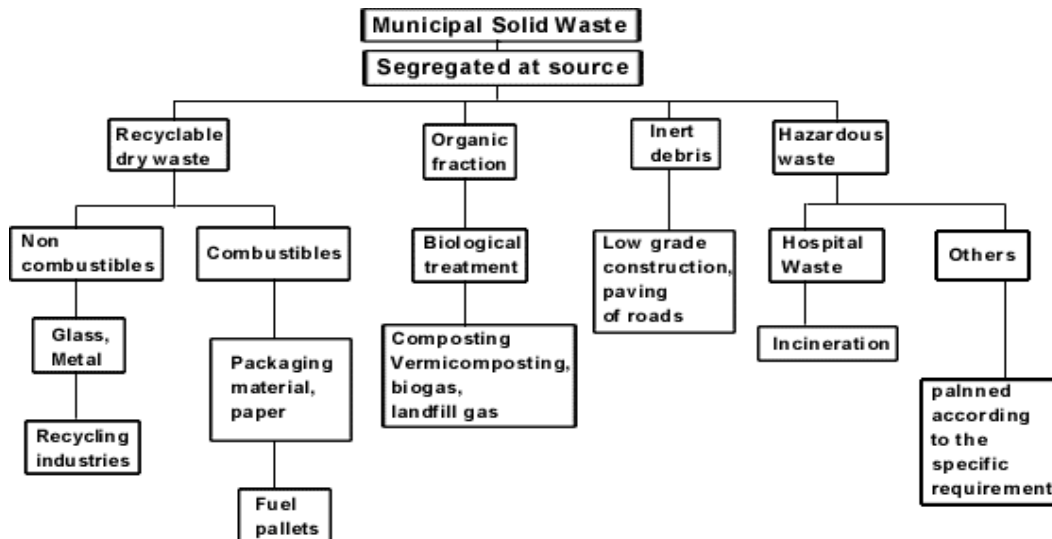 Municipal Solid Waste
Segregated at source
Recyclable
dry waste
Organic
fraction
Inert
debris
Hazardous
waste
Non
combustibles
Combustibles
Biological
treatment
Low grade
construction,
paving
of roads
Hospital
Waste
Others
Glass,
Metal
Packaging
material,
paper
Composting
Vermicomposting,
biogas,
landfill gas
Incineration
palnned
according
to the
specific
requirement
Recycling
industries
Fuel
pallets